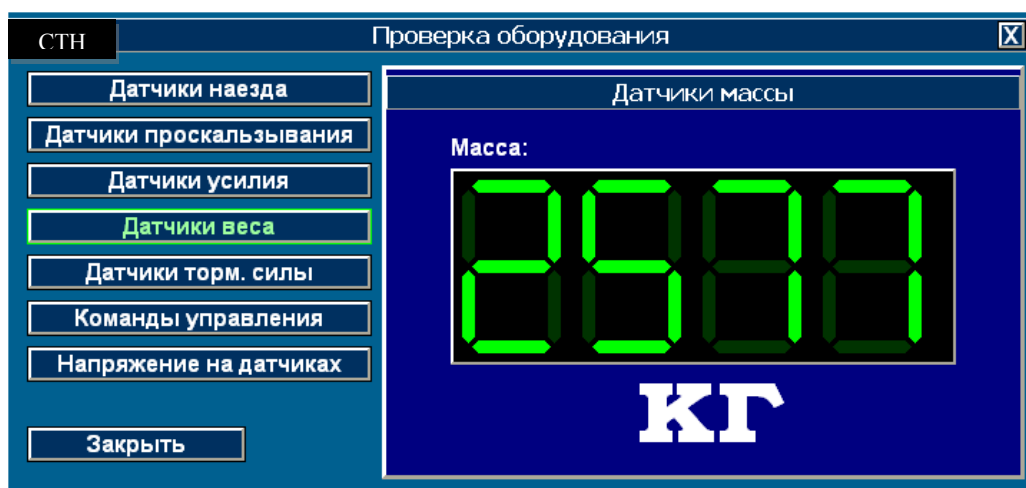 СТН
Проверка оборудования
X
Датчики наезда
Датчики проскальзывания
Датчики усилия
Датчики веса
Датчики торм. силы
Команды управления
Напряжение на датчиках
Закрыть
Датчики массы
Масса:
2577
КГ